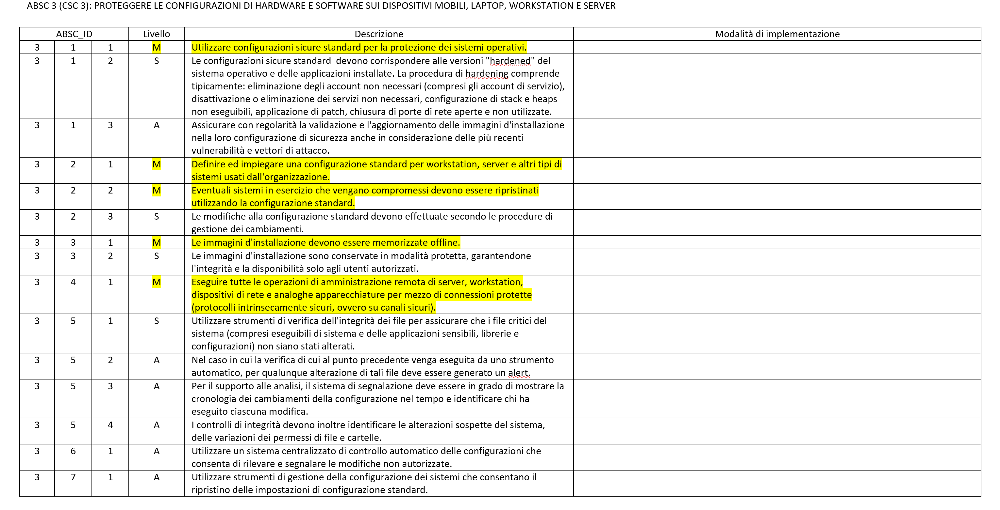 ABSC 3 (CSC 3): PROTEGGERE LE CONFIGURAZIONI DI HARDWARE E SOFTWARE SUI DISPOSITIVI MOBILI, LAPTOP, WORKSTATION E SERVER
ABSC_ID Livello Descrizione Modalità di implementazione
3 1 1 M Utilizzare configurazioni sicure standard per la protezione dei sistemi operativi.
3 1 2 S Le configurazioni sicure standard  devono corrispondere alle versioni "hardened" del
sistema operativo e delle applicazioni installate. La procedura di hardening comprende
tipicamente: eliminazione degli account non necessari (compresi gli account di servizio),
disattivazione o eliminazione dei servizi non necessari, configurazione di stack e heaps
non eseguibili, applicazione di patch, chiusura di porte di rete aperte e non utilizzate.
3 1 3 A Assicurare con regolarità la validazione e l'aggiornamento delle immagini d'installazione
nella loro configurazione di sicurezza anche in considerazione delle più recenti
vulnerabilità e vettori di attacco.
3 2 1 M Definire ed impiegare una configurazione standard per workstation, server e altri tipi di
sistemi usati dall'organizzazione.
3 2 2 M Eventuali sistemi in esercizio che vengano compromessi devono essere ripristinati
utilizzando la configurazione standard.
3 2 3 S Le modifiche alla configurazione standard devono effettuate secondo le procedure di
gestione dei cambiamenti.
3 3 1 M Le immagini d'installazione devono essere memorizzate offline.
3 3 2 S Le immagini d'installazione sono conservate in modalità protetta, garantendone
l'integrità e la disponibilità solo agli utenti autorizzati.
3 4 1 M Eseguire tutte le operazioni di amministrazione remota di server, workstation,
dispositivi di rete e analoghe apparecchiature per mezzo di connessioni protette
(protocolli intrinsecamente sicuri, ovvero su canali sicuri).
3 5 1 S Utilizzare strumenti di verifica dell'integrità dei file per assicurare che i file critici del
sistema (compresi eseguibili di sistema e delle applicazioni sensibili, librerie e
configurazioni) non siano stati alterati.
3 5 2 A Nel caso in cui la verifica di cui al punto precedente venga eseguita da uno strumento
automatico, per qualunque alterazione di tali file deve essere generato un alert.
3 5 3 A Per il supporto alle analisi, il sistema di segnalazione deve essere in grado di mostrare la
cronologia dei cambiamenti della configurazione nel tempo e identificare chi ha
eseguito ciascuna modifica.
3 5 4 A I controlli di integrità devono inoltre identificare le alterazioni sospette del sistema,
delle variazioni dei permessi di file e cartelle.
3 6 1 A Utilizzare un sistema centralizzato di controllo automatico delle configurazioni che
consenta di rilevare e segnalare le modifiche non autorizzate.
3 7 1 A Utilizzare strumenti di gestione della configurazione dei sistemi che consentano il
ripristino delle impostazioni di configurazione standard.